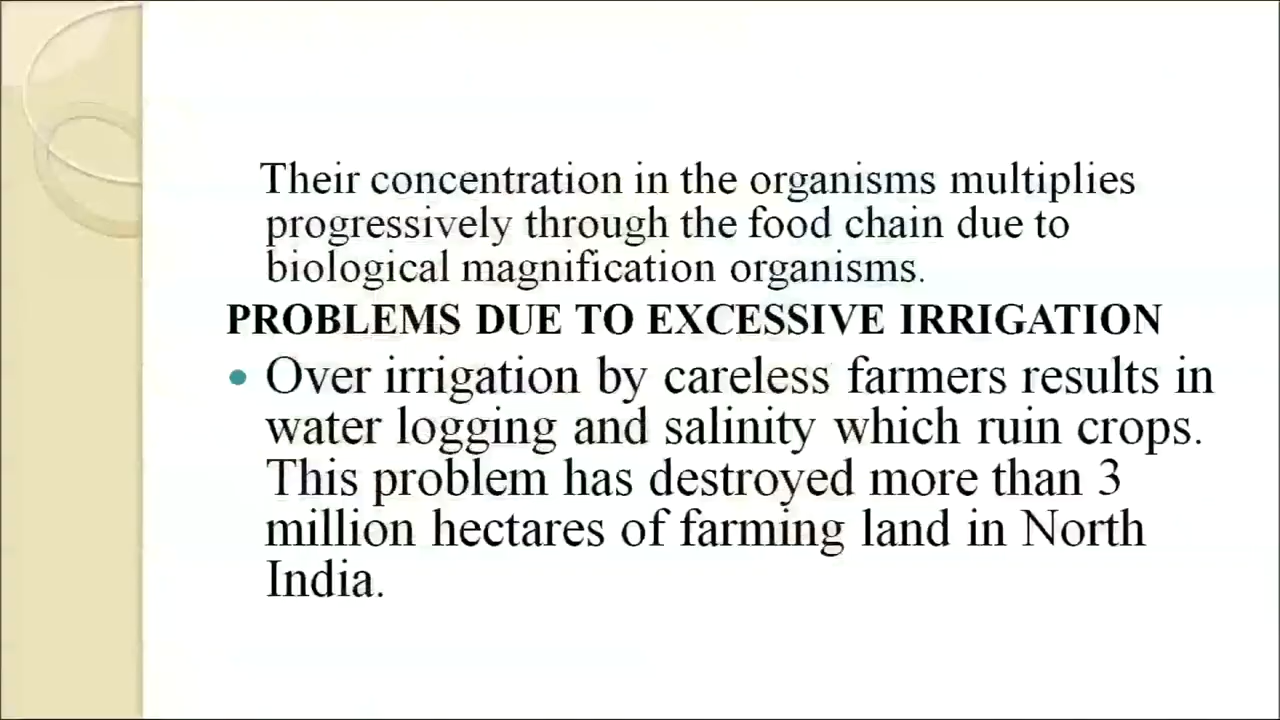 Their concentration in the organisms multiplies
progressively through the food chain due to
biological magnification organisms.
PROBLEMS DUE TO EXCESSIVE IRRIGATION
• Over irrigation by careless farmers results in
water logging and salinity which ruin crops.
This problem has destroyed more than 3
million hectares of farming land in North
India.